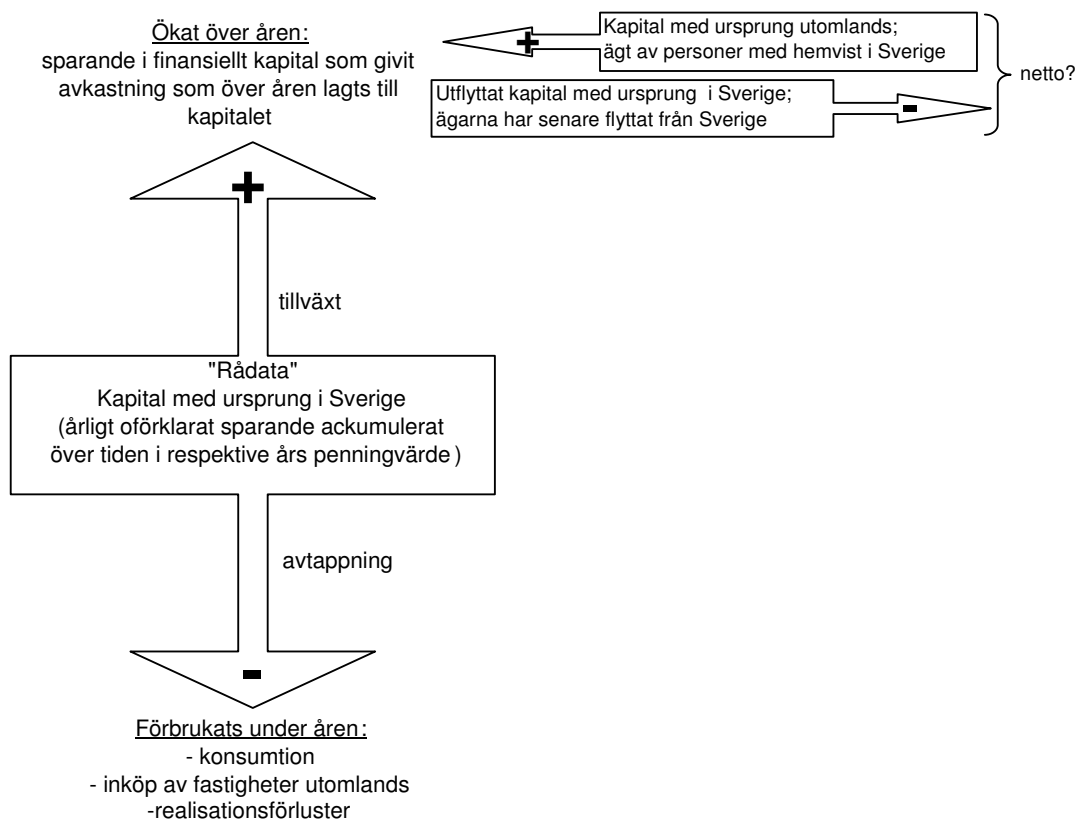 Ökat över åren:
sparande i finansiellt kapital som givit
avkastning som över åren lagts till
kapitalet
+
Kapital med ursprung utomlands;
ägt av personer med hemvist i Sverige
+
Utflyttat kapital med ursprung i Sverige;
ägarna har senare flyttat från Sverige
-
netto?
tillväxt
"Rådata"
Kapital med ursprung i Sverige
(årligt oförklarat sparande ackumulerat
över tiden i respektive års penningvärde)
avtappning
-
Förbrukats under åren:
- konsumtion
- inköp av fastigheter utomlands
-realisationsförluster